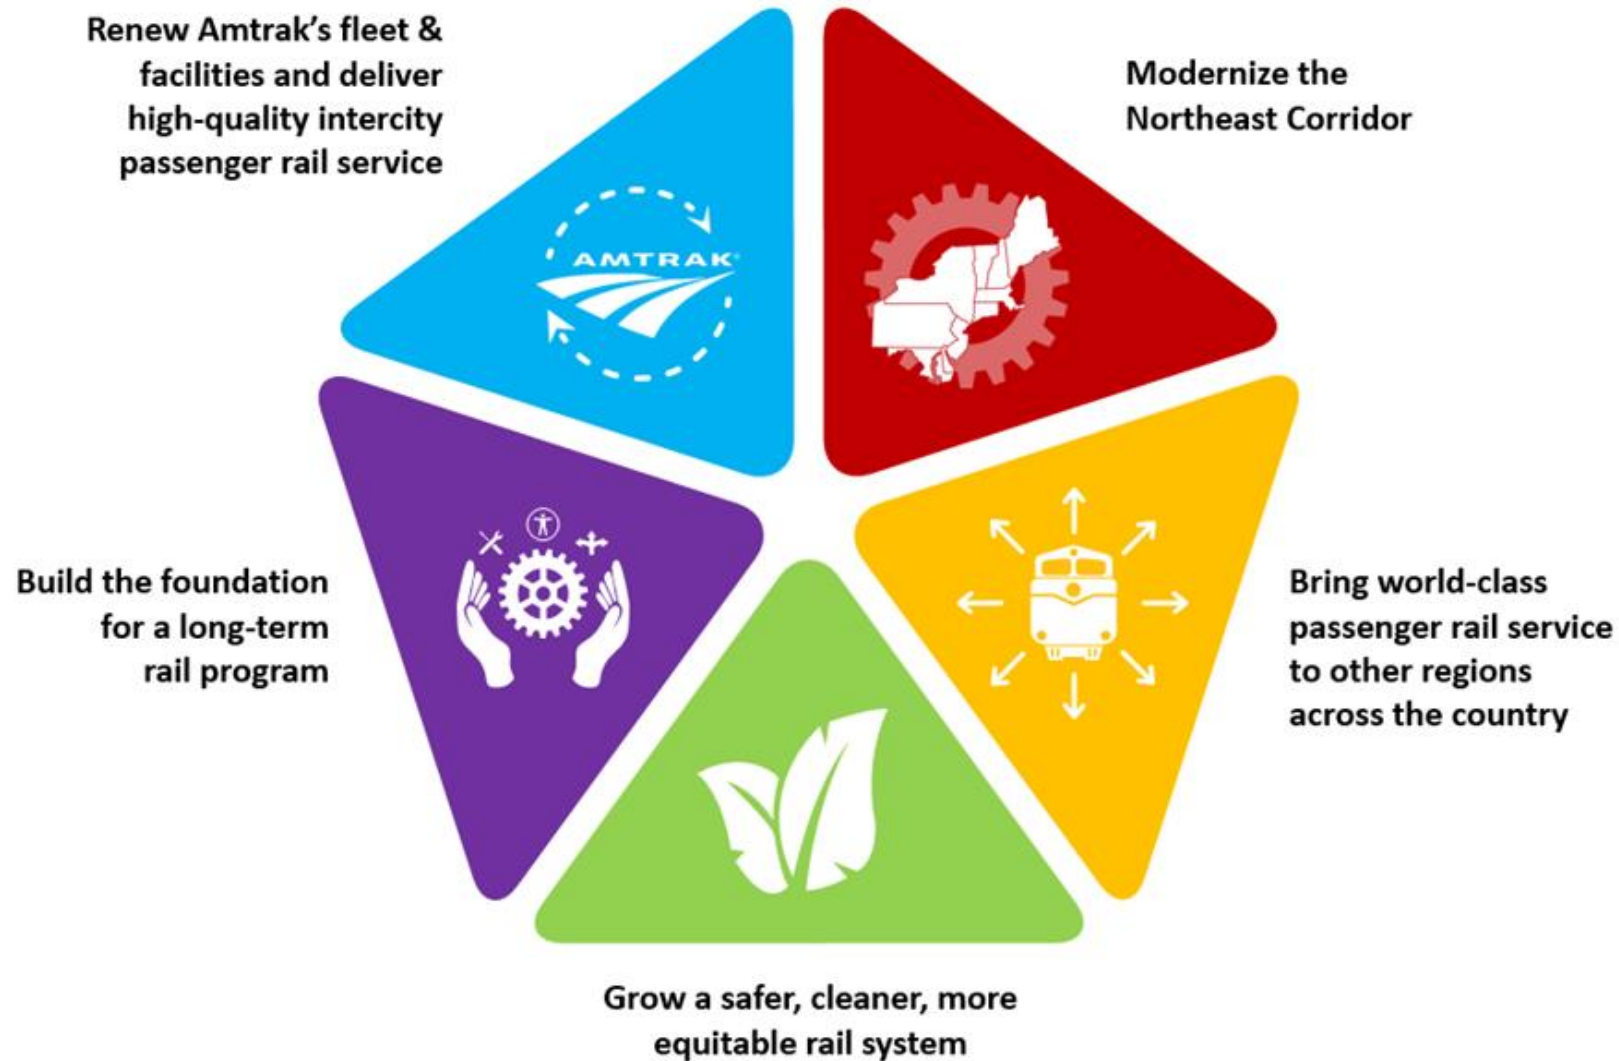 Renew Amtrak’s fleet &
facilities and deliver
high-quality intercity
passenger rail service
Modernize the
Northeast Corridor
AMTRAK
Build the foundation
for a long-term
rail program
Bring world-class
passenger rail service
to other regions
across the country
Grow a safer, cleaner, more
equitable rail system